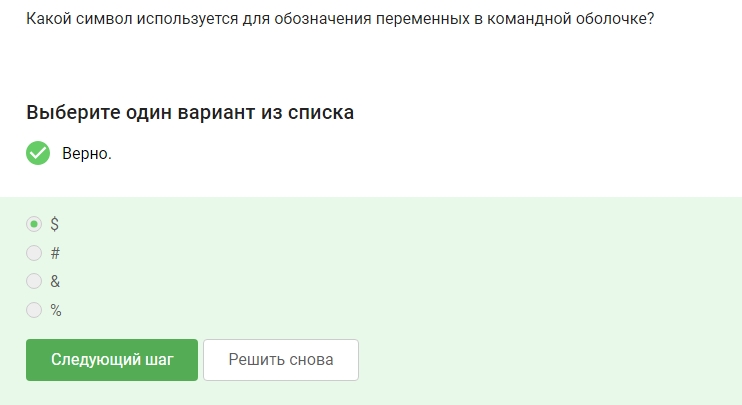 Какой символ используется для обозначения переменных в командной оболочке?
Выберите один вариант из списка
Верно.
$
#
&
%
Следующий шаг
Решить снова